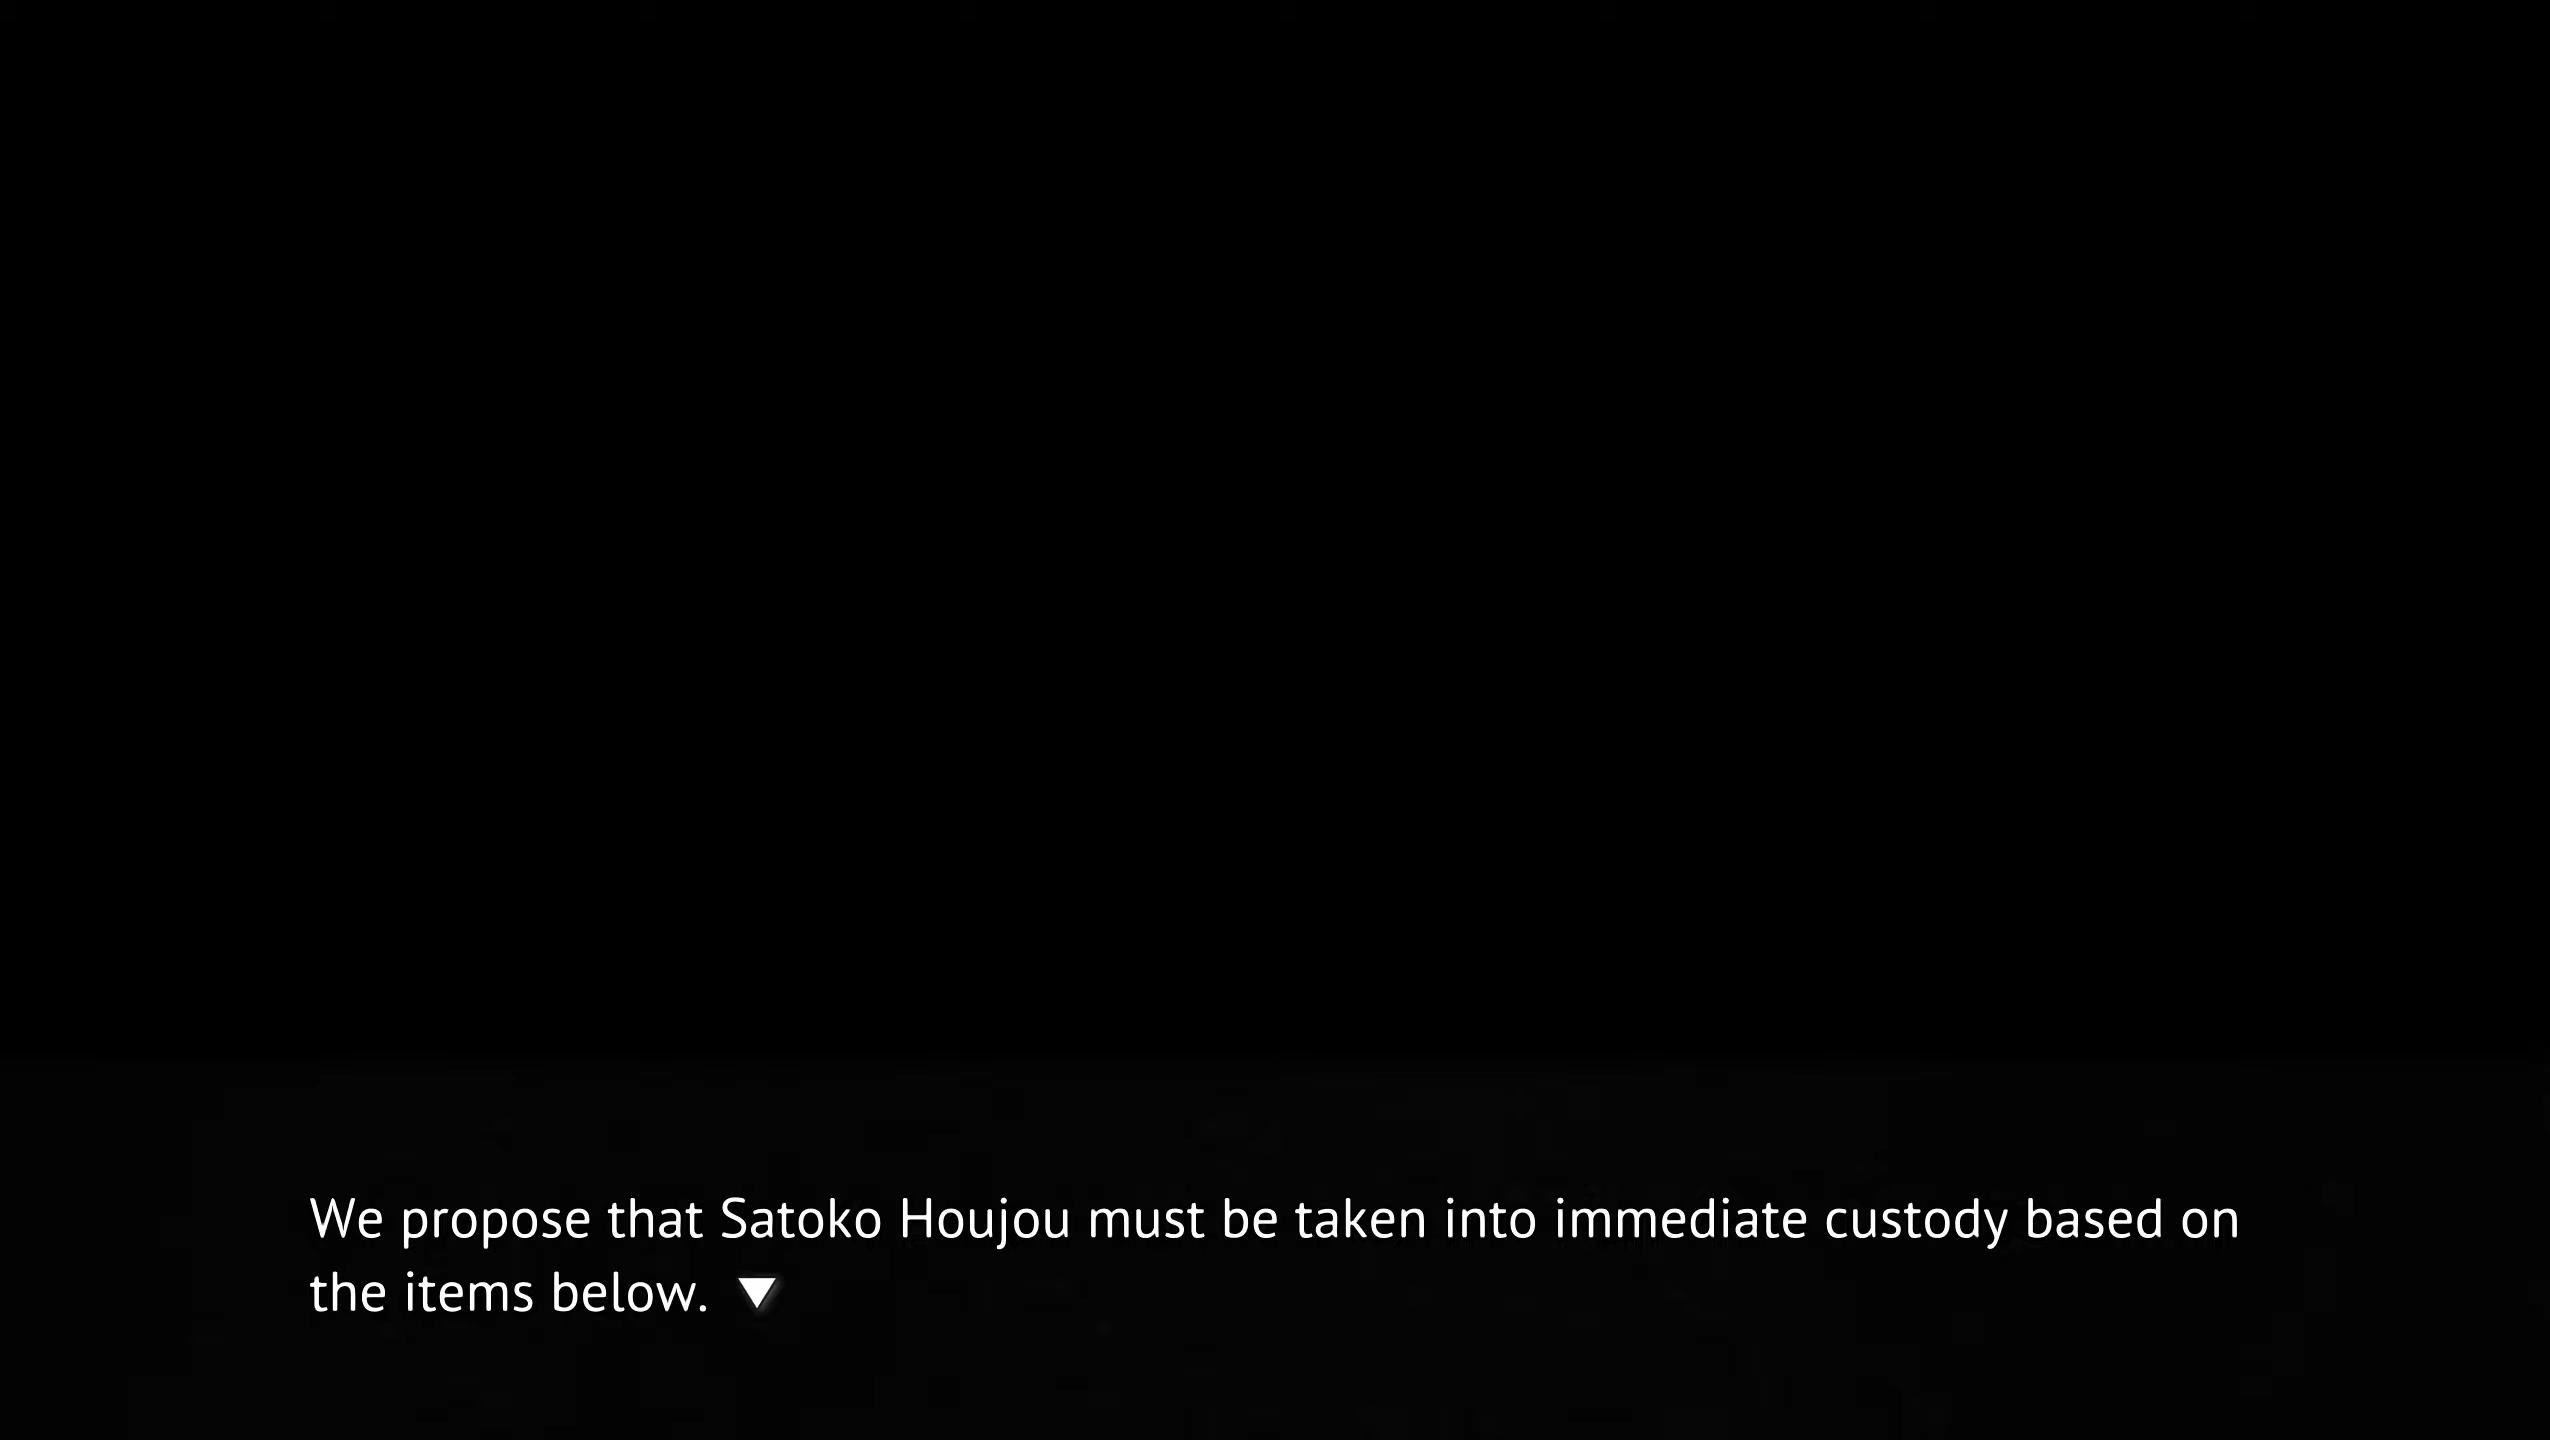 We propose that Satoko Houjou must be taken into immediate custody based on
the items below.